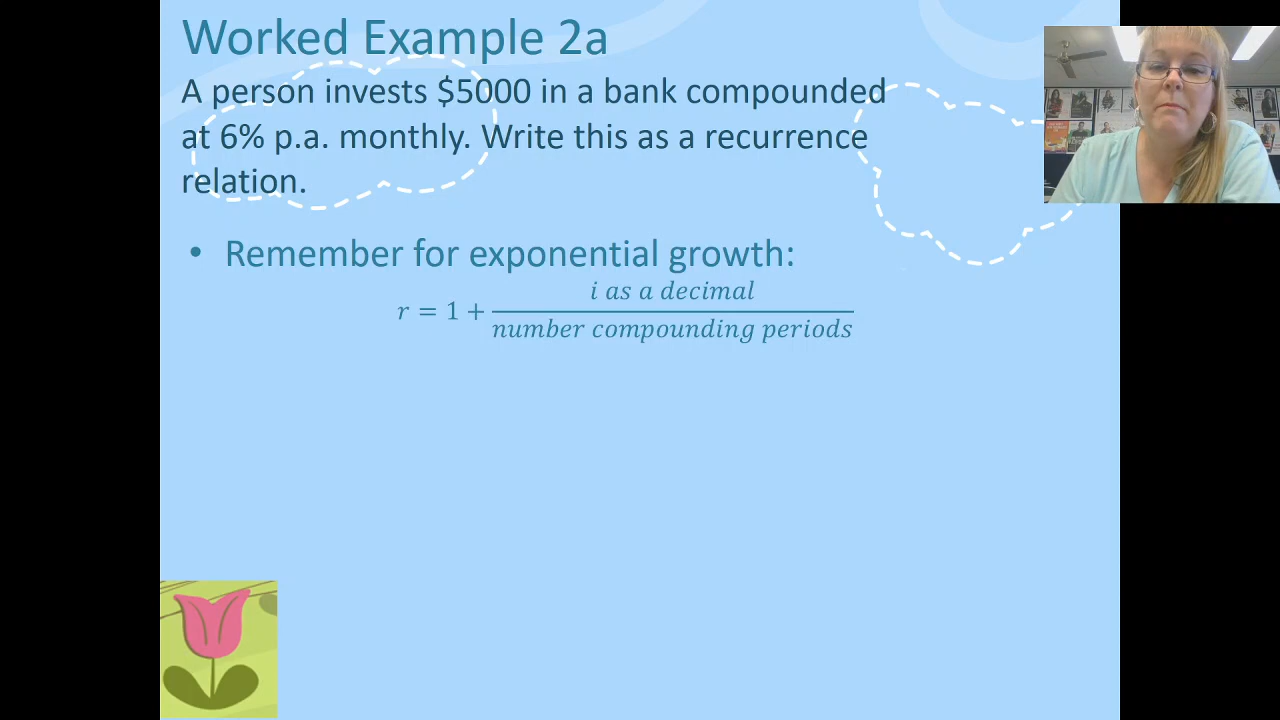 Worked Example 2a
A person invests $5000 in a bank compounded
at 6% p.a. monthly. Write this as a recurrence
relation.
• Remember for exponential growth:
r = 1 + i as a decimal / number compounding periods